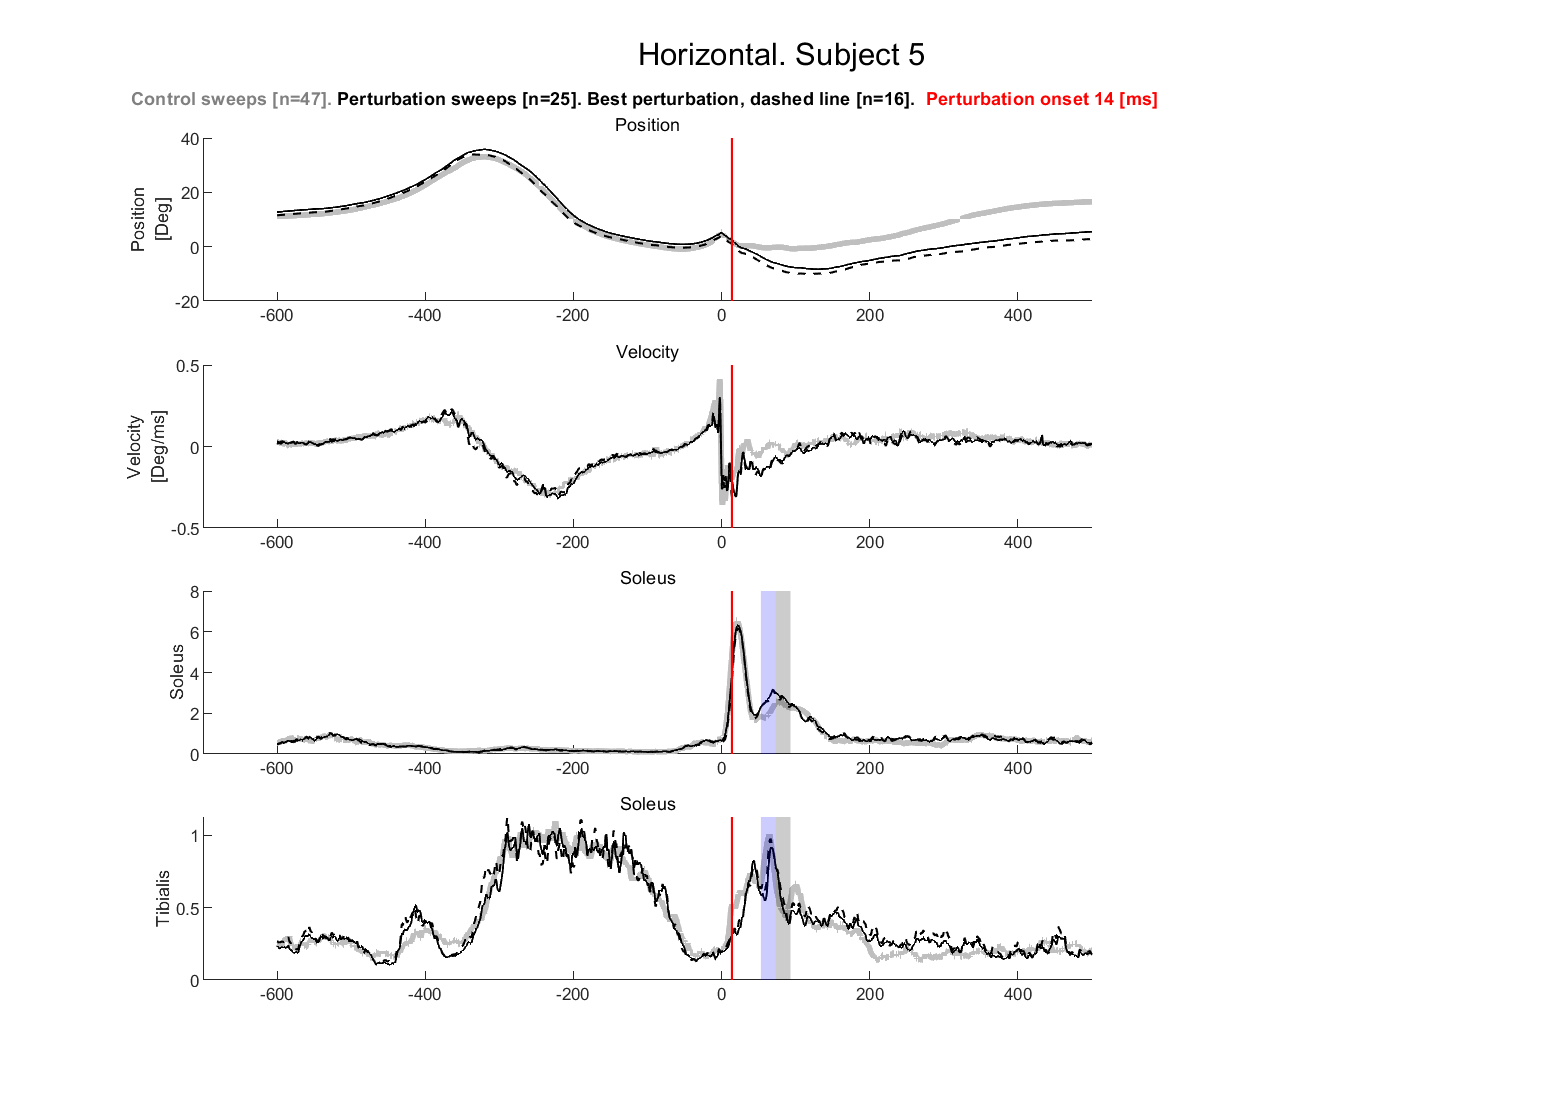 Horizontal. Subject 5
Control sweeps [n=47]. Perturbation sweeps [n=25]. Best perturbation, dashed line [n=16]. Perturbation onset 14 [ms]
Position
Position
[Deg]
40
20
0
-20
-600 -400 -200 0 200 400
Velocity
Velocity
[Deg/ms]
0.5
0
-0.5
-600 -400 -200 0 200 400
Soleus
Soleus
8
6
4
2
0
-600 -400 -200 0 200 400
Soleus
Tibialis
1
0.5
0
-600 -400 -200 0 200 400